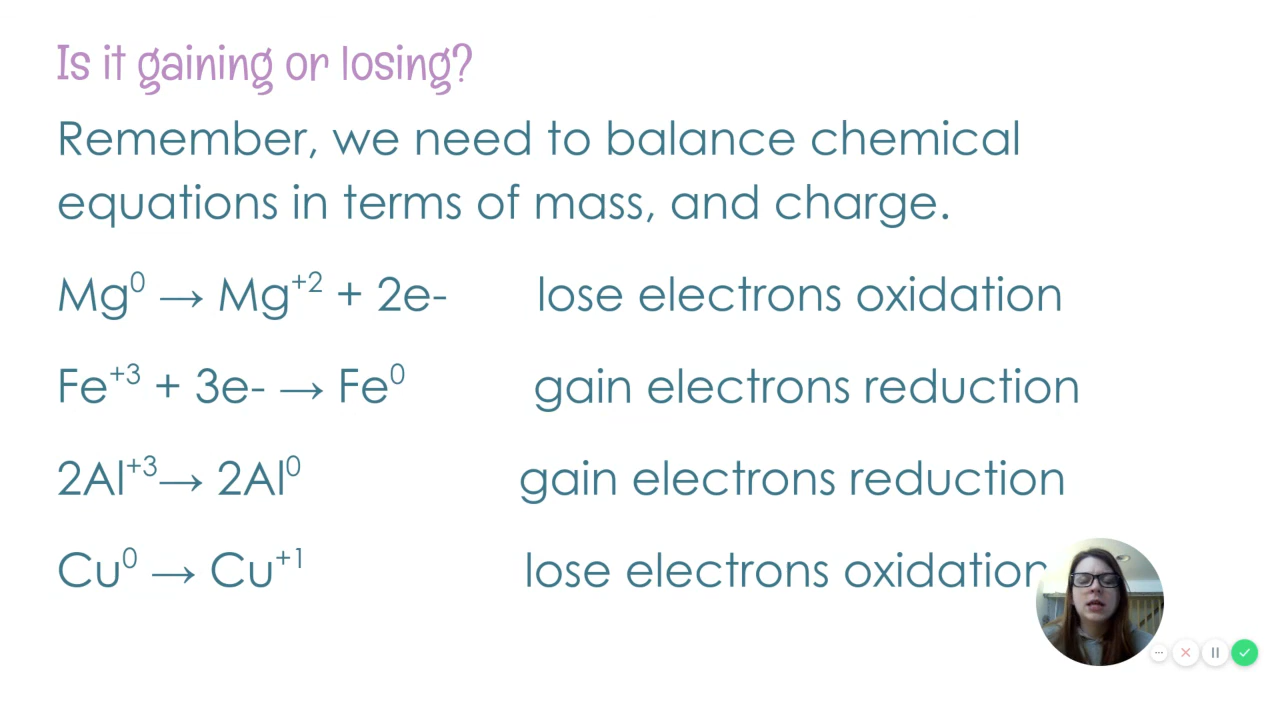 Is it gaining or losing?
Remember, we need to balance chemical
equations in terms of mass, and charge.
Mg⁰ → Mg⁺² + 2e- lose electrons oxidation
Fe⁺³ + 3e- → Fe⁰ gain electrons reduction
2Al⁺³→ 2Al⁰ gain electrons reduction
Cu⁰ → Cu⁺¹ lose electrons oxidation